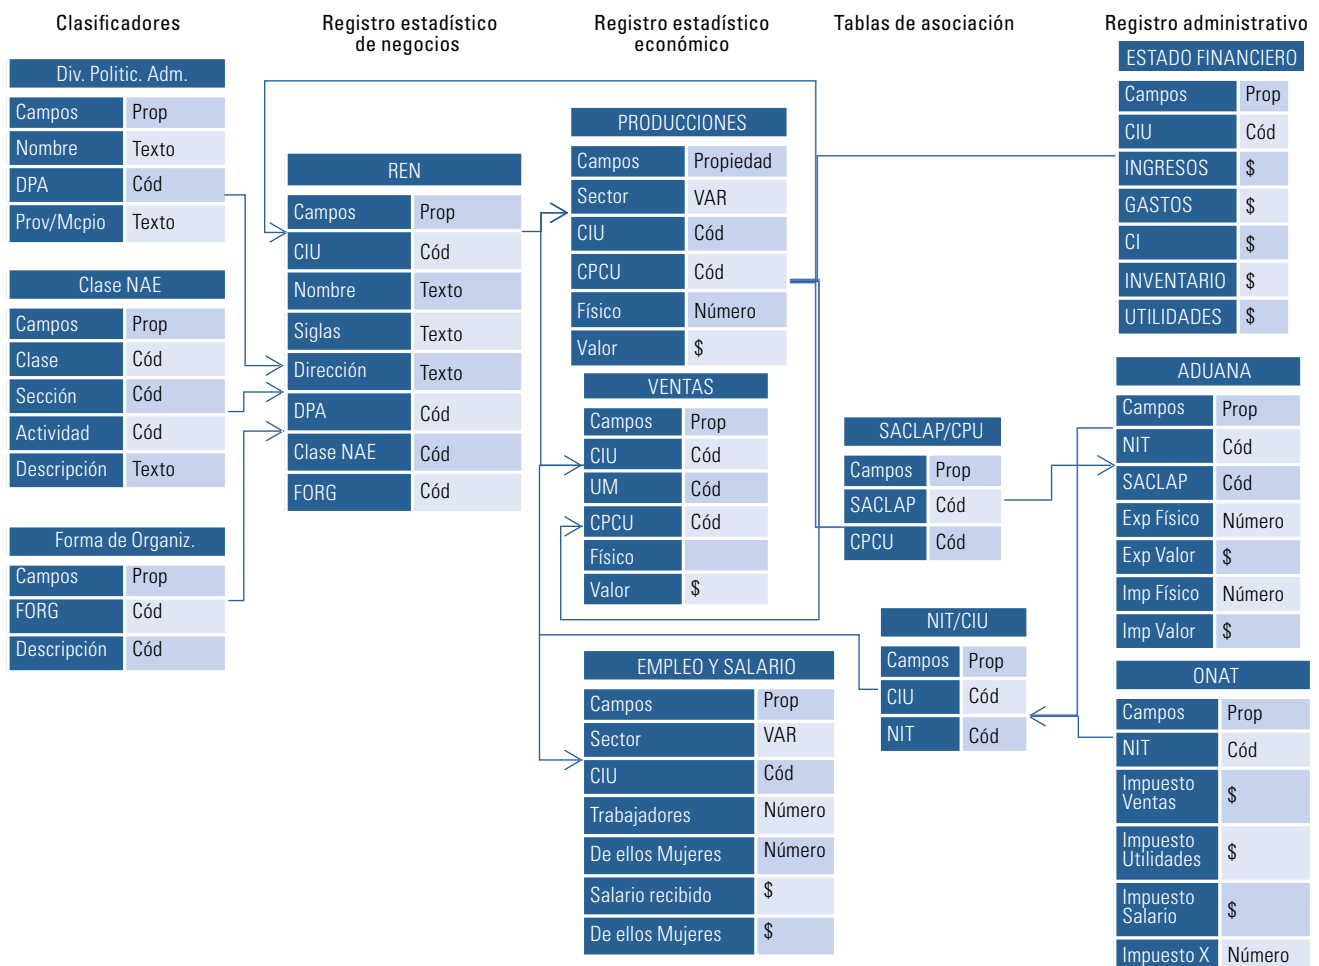 Clasificadores
Div. Politic. Adm.
Campos Prop
Nombre Texto
DPA Cód
Prov/Mcpio Texto
Clase NAE
Campos Prop
Clase Cód
Sección Cód
Actividad Cód
Descripción Texto
Forma de Organiz.
Campos Prop
FORG Cód
Descripción Cód
Registro estadístico
de negocios
REN
Campos Prop
CIU Cód
Nombre Texto
Siglas Texto
Dirección Texto
DPA Cód
Clase NAE Cód
FORG Cód
Registro estadístico
económico
PRODUCCIONES
Campos Propiedad
Sector VAR
CIU Cód
CPCU Cód
Físico Número
Valor $
VENTAS
Campos Prop
CIU Cód
UM Cód
CPCU Cód
Físico
Valor $
EMPLEO Y SALARIO
Campos Prop
Sector VAR
CIU Cód
Trabajadores Número
De ellos Mujeres Número
Salario recibido $
De ellos Mujeres $
Tablas de asociación
SACLAP/CPU
Campos Prop
SACLAP Cód
CPCU Cód
NIT/CIU
Campos Prop
CIU Cód
NIT Cód
Registro administrativo
ESTADO FINANCIERO
Campos Prop
CIU Cód
INGRESOS $
GASTOS $
CI $
INVENTARIO $
UTILIDADES $
ADUANA
Campos Prop
NIT Cód
SACLAP Cód
Exp Físico Número
Exp Valor $
Imp Físico Número
Imp Valor $
ONAT
Campos Prop
NIT Cód
Impuesto
Ventas $
Impuesto
Utilidades $
Impuesto
Salario $
Impuesto X Número